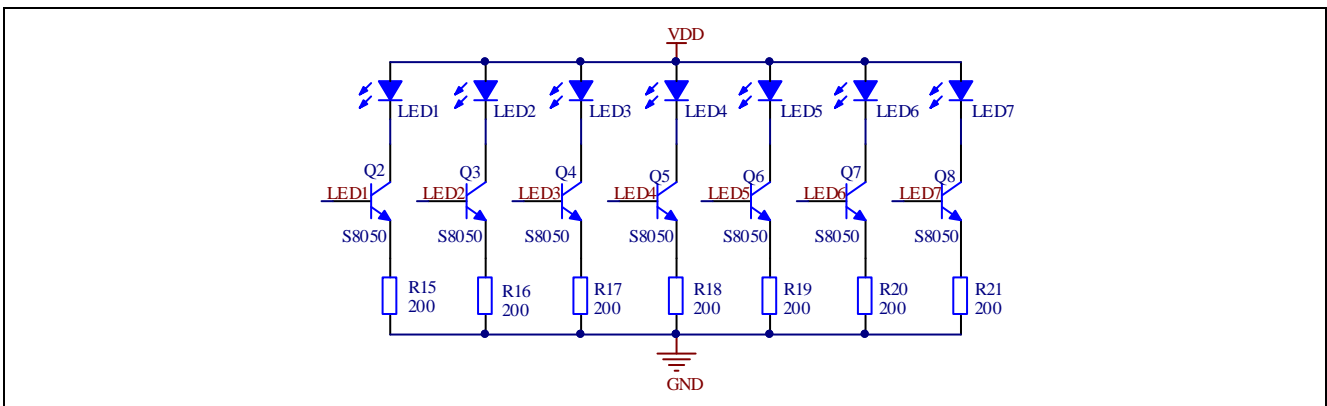 VDD
LED1 LED2 LED3 LED4 LED5 LED6 LED7
Q2 Q3 Q4 Q5 Q6 Q7 Q8
LED1 LED2 LED3 LED4 LED5 LED6 LED7
S8050 S8050 S8050 S8050 S8050 S8050 S8050
R15 R16 R17 R18 R19 R20 R21
200 200 200 200 200 200 200
GND